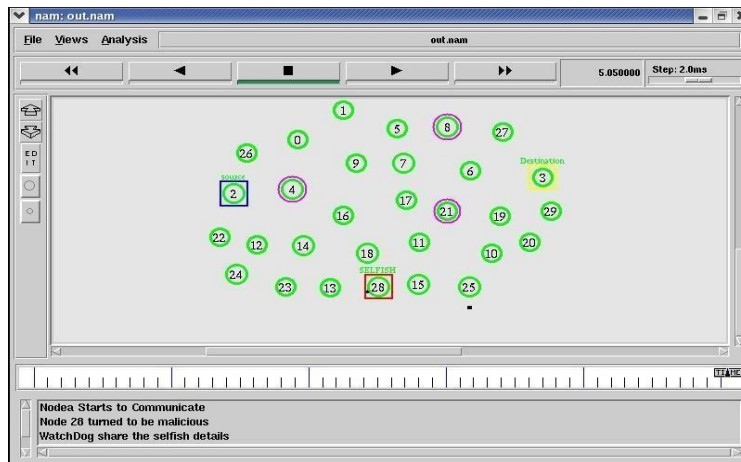 nam: out.nam
File Views Analysis out.nam
5.050000 Step: 2.0ms
ED
IT
1
5
8
27
0
26
9
7
6
Destination
3
source
2
4
17
16
21
19
29
22
12
14
18
11
10
20
24
SELFISH
23
13
28
15
25
TIME
Nodea Starts to Communicate
Node 28 turned to be malicious
WatchDog share the selfish details